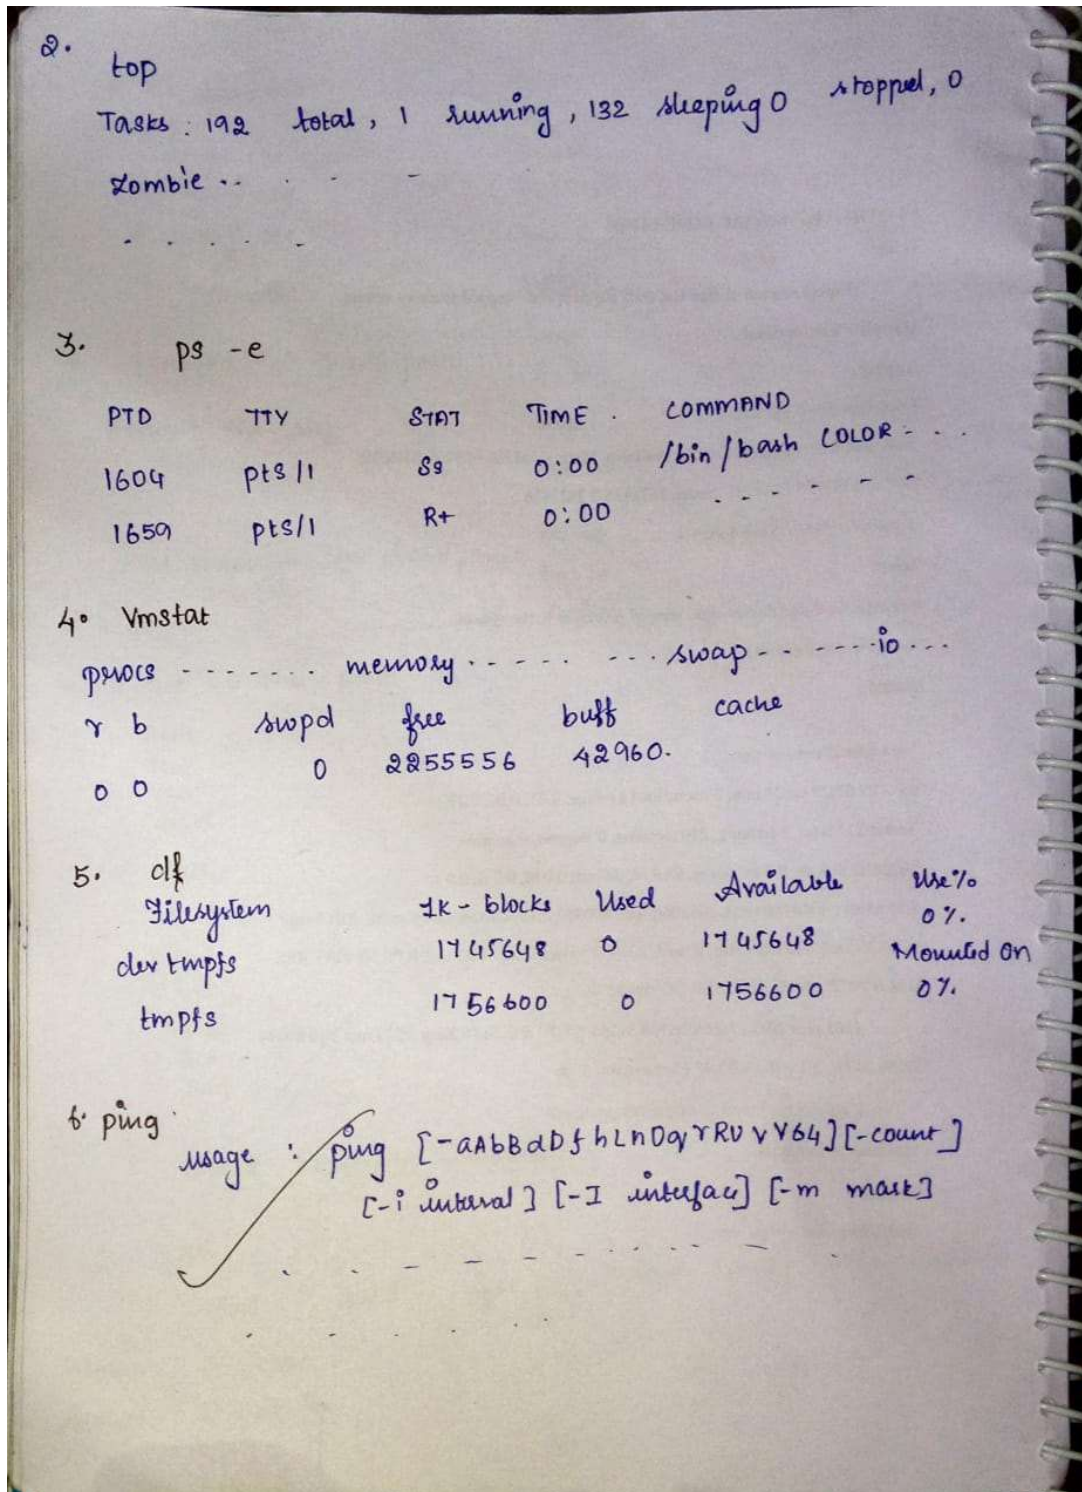 2.
top
Tasks : 192 total, 1 running, 132 sleeping 0 stopped, 0
zombie .. . - -
. . . . .
3. ps -e
PID TTY STAT TIME . COMMAND
1604 pts/1 Ss 0:00 /bin/bash COLOR - . .
1659 pts/1 R+ 0:00 - - - - - - -
4. Vmstat
procs - - - - - . . memory . . - - .. - .. swap - - - - - - io ...
r b swpd free buff cache
0 0 0 2255556 42960.
5. df
Filesystem 1k - blocks Used Available Use%
0%.
dev tmpfs 1745648 0 1745648 Mounted On
tmpfs 1756600 0 1756600 0%.
6. ping
usage : ping [-aAbBdDfhLnOqrRUvV64] [-count]
[-i interval] [-I interface] [-m mark]
. . - - - - - - - - - .
. . . . . .